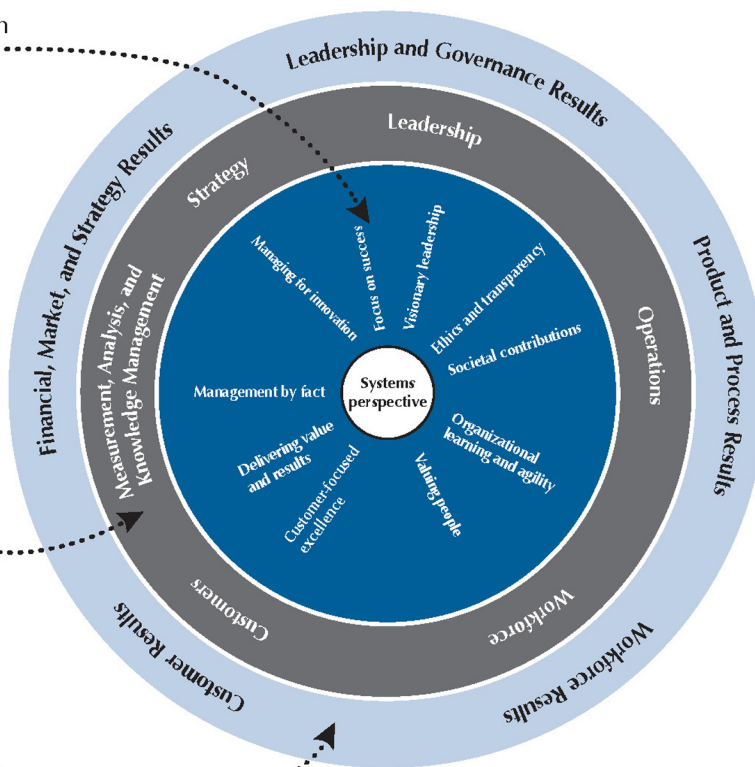 n
Leadership and Governance Results
Financial, Market, and Strategy Results
Product and Process Results
Customer Results
Workforce Results
Leadership
Strategy
Measurement, Analysis, and
Knowledge Management
Operations
Customers
Workforce
Managing for innovation
Focus on success
Visionary leadership
Ethics and transparency
Societal contributions
Management by fact
Systems
perspective
Delivering value
and results
Customer-focused
excellence
Valuing people
Organizational
learning and agility